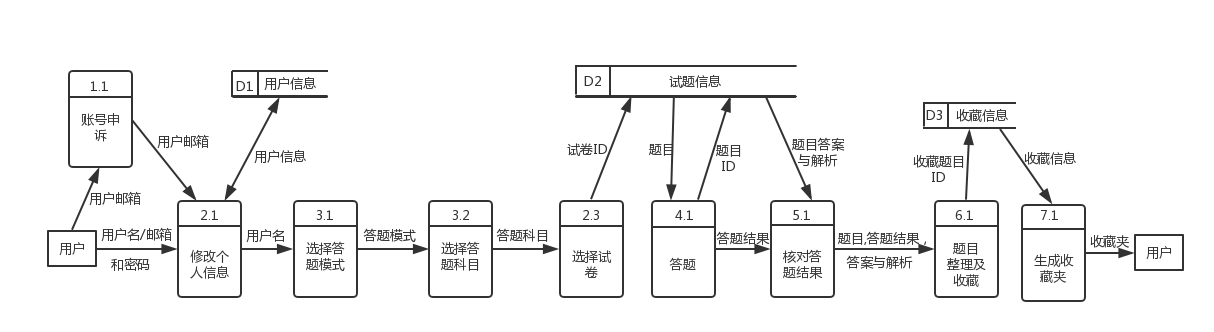 1.1
账号申
诉
D1
用户信息
D2
试题信息
D3
收藏信息
用户邮箱
用户信息
试卷ID
题目
题目
ID
题目答案
与解析
收藏题目
ID
收藏信息
用户邮箱
用户
用户名/邮箱
和密码
2.1
修改个
人信息
用户名
3.1
选择答
题模式
答题模式
3.2
选择答
题科目
答题科目
2.3
选择试
卷
4.1
答题
答题结果
5.1
核对答
题结果
题目,答题结果,
答案与解析
6.1
题目
整理及
收藏
7.1
生成收
藏夹
收藏夹
用户